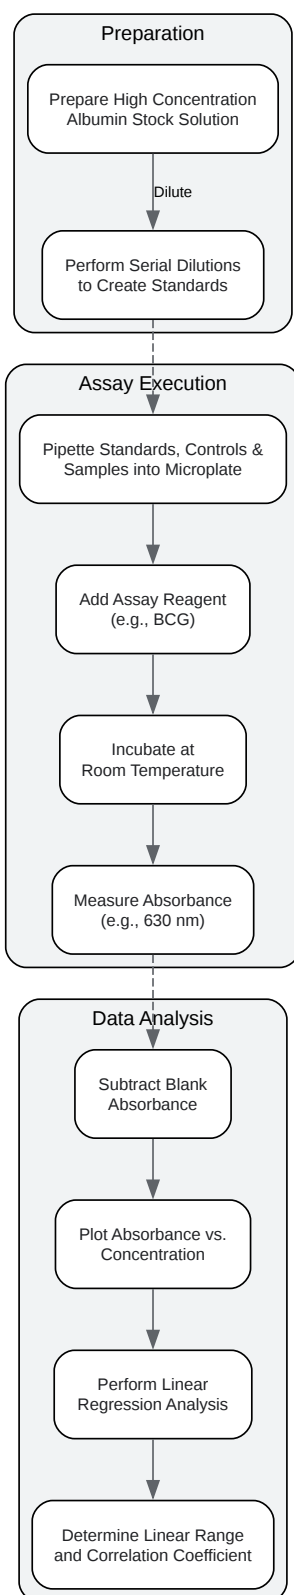 Preparation
Prepare High Concentration
Albumin Stock Solution
Dilute
Perform Serial Dilutions
to Create Standards
Assay Execution
Pipette Standards, Controls &
Samples into Microplate
Add Assay Reagent
(e.g., BCG)
Incubate at
Room Temperature
Measure Absorbance
(e.g., 630 nm)
Data Analysis
Subtract Blank
Absorbance
Plot Absorbance vs.
Concentration
Perform Linear
Regression Analysis
Determine Linear Range
and Correlation Coefficient